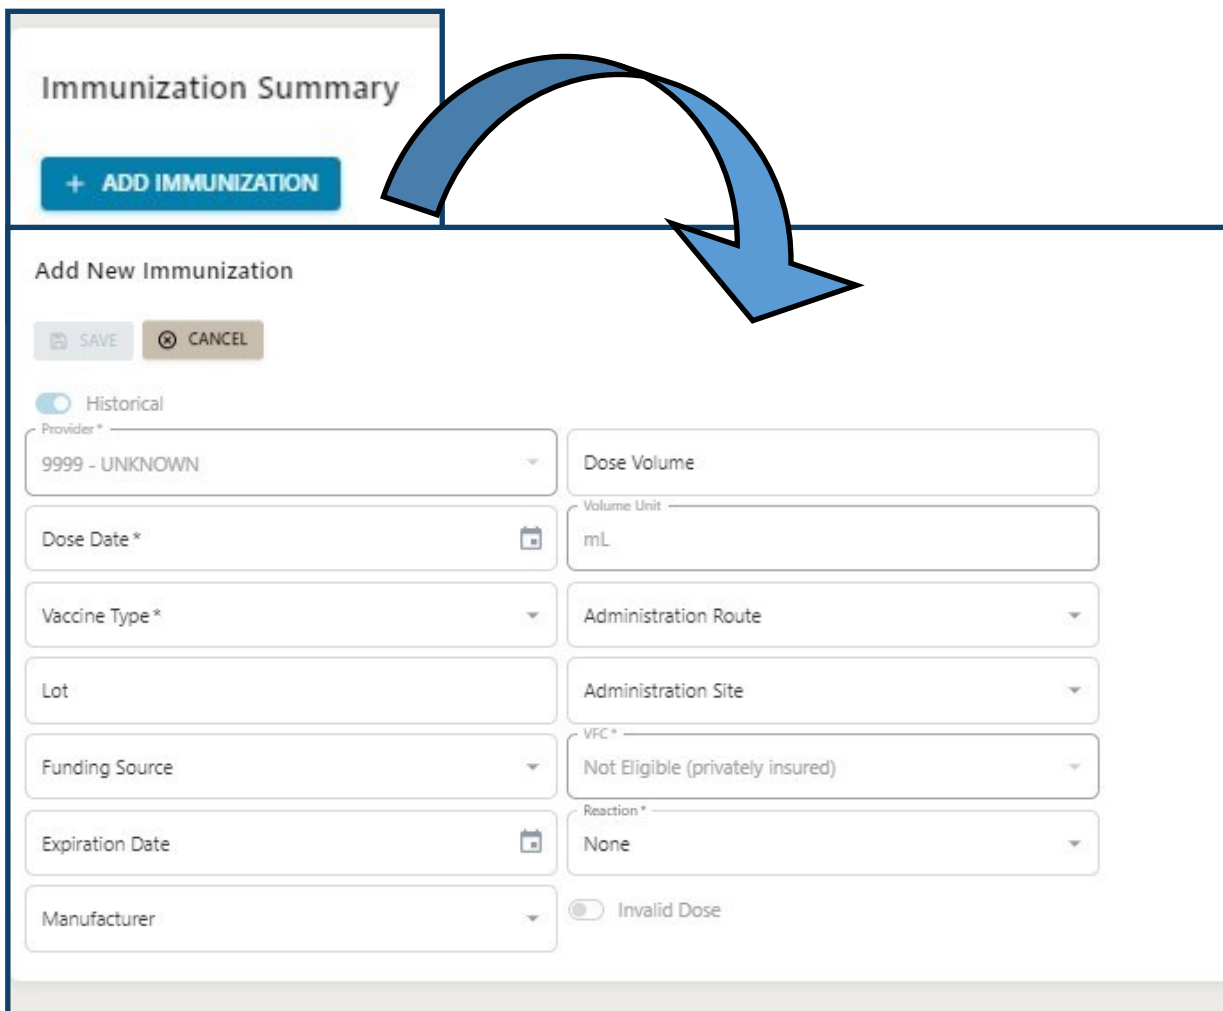 Immunization Summary
+ ADD IMMUNIZATION
Add New Immunization
SAVE CANCEL
Historical
Provider *
9999 - UNKNOWN
Dose Volume
Dose Date *
Volume Unit
mL
Vaccine Type *
Administration Route
Lot
Administration Site
Funding Source
VFC *
Not Eligible (privately insured)
Expiration Date
Reaction *
None
Manufacturer
Invalid Dose